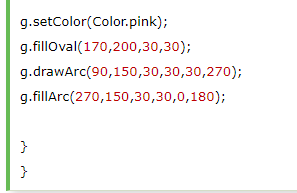 g.setColor(Color.pink);
g.fillOval(170,200,30,30);
g.drawArc(90,150,30,30,30,270);
g.fillArc(270,150,30,30,0,180);
}
}